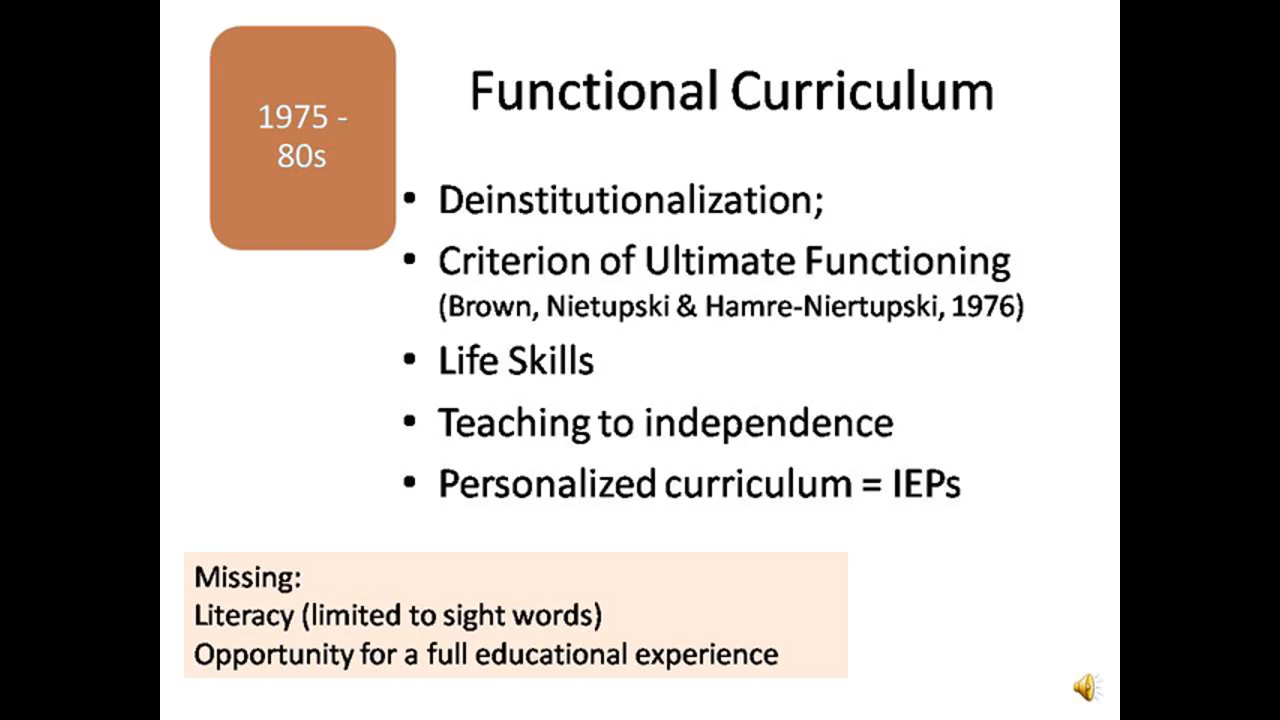 1975 -
80s
Functional Curriculum
• Deinstitutionalization;
• Criterion of Ultimate Functioning
(Brown, Nietupski & Hamre-Niertupski, 1976)
• Life Skills
• Teaching to independence
• Personalized curriculum = IEPs
Missing:
Literacy (limited to sight words)
Opportunity for a full educational experience